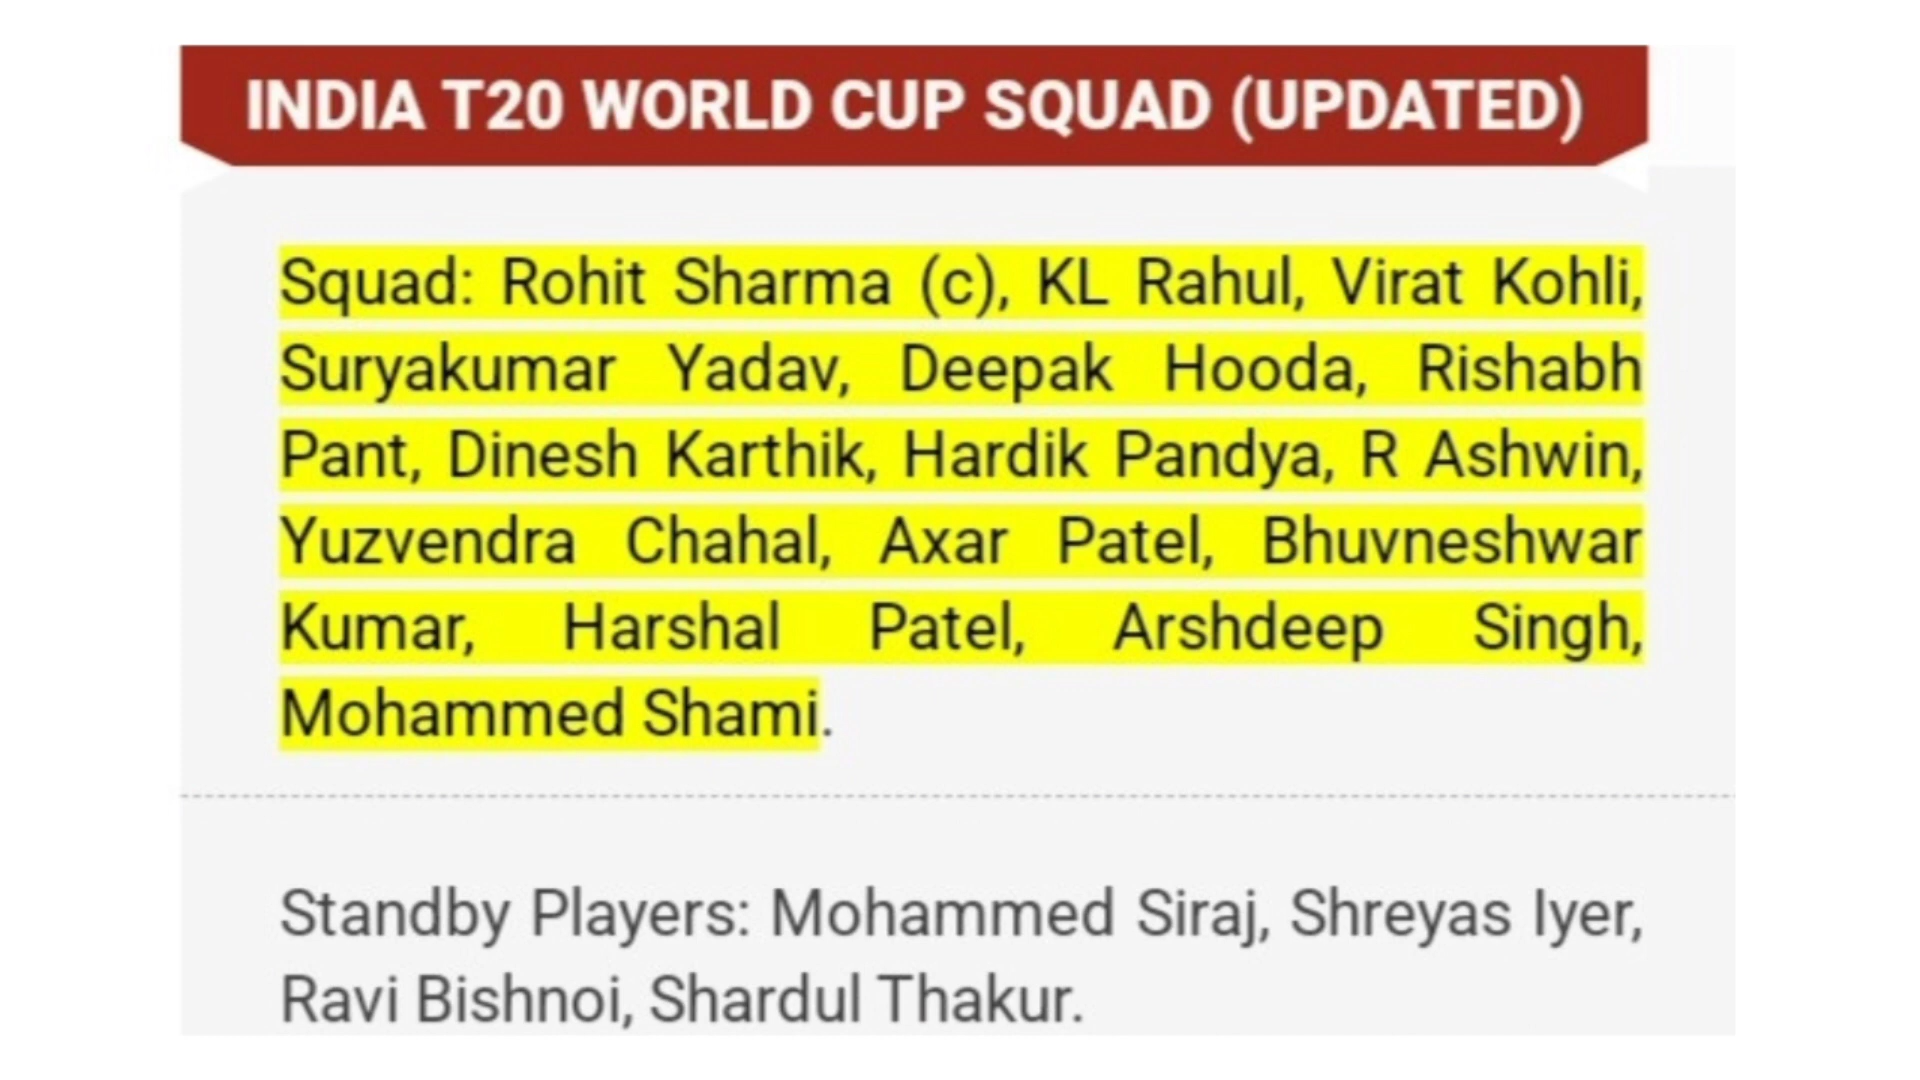 INDIA T20 WORLD CUP SQUAD (UPDATED)
Squad: Rohit Sharma (c), KL Rahul, Virat Kohli,
Suryakumar Yadav, Deepak Hooda, Rishabh
Pant, Dinesh Karthik, Hardik Pandya, R Ashwin,
Yuzvendra Chahal, Axar Patel, Bhuvneshwar
Kumar, Harshal Patel, Arshdeep Singh,
Mohammed Shami.
Standby Players: Mohammed Siraj, Shreyas Iyer,
Ravi Bishnoi, Shardul Thakur.